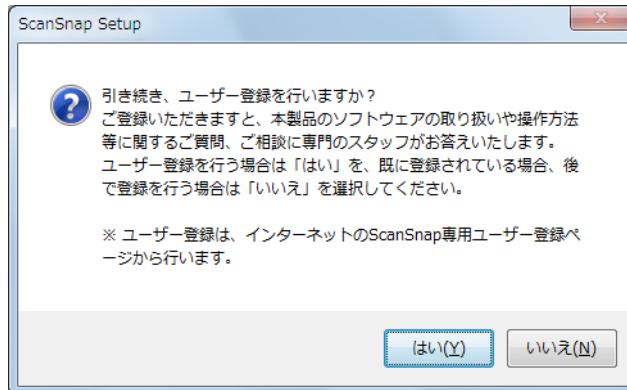 ScanSnap Setup
引き続き、ユーザー登録を行いますか？
ご登録いただきますと、本製品のソフトウェアの取り扱いや操作方法
等に関するご質問、ご相談に専門のスタッフがお答えいたします。
ユーザー登録を行う場合は「はい」を、既に登録されている場合、後
で登録を行う場合は「いいえ」を選択してください。
※ ユーザー登録は、インターネットのScanSnap専用ユーザー登録ペ
ージから行います。
はい(Y)
いいえ(N)